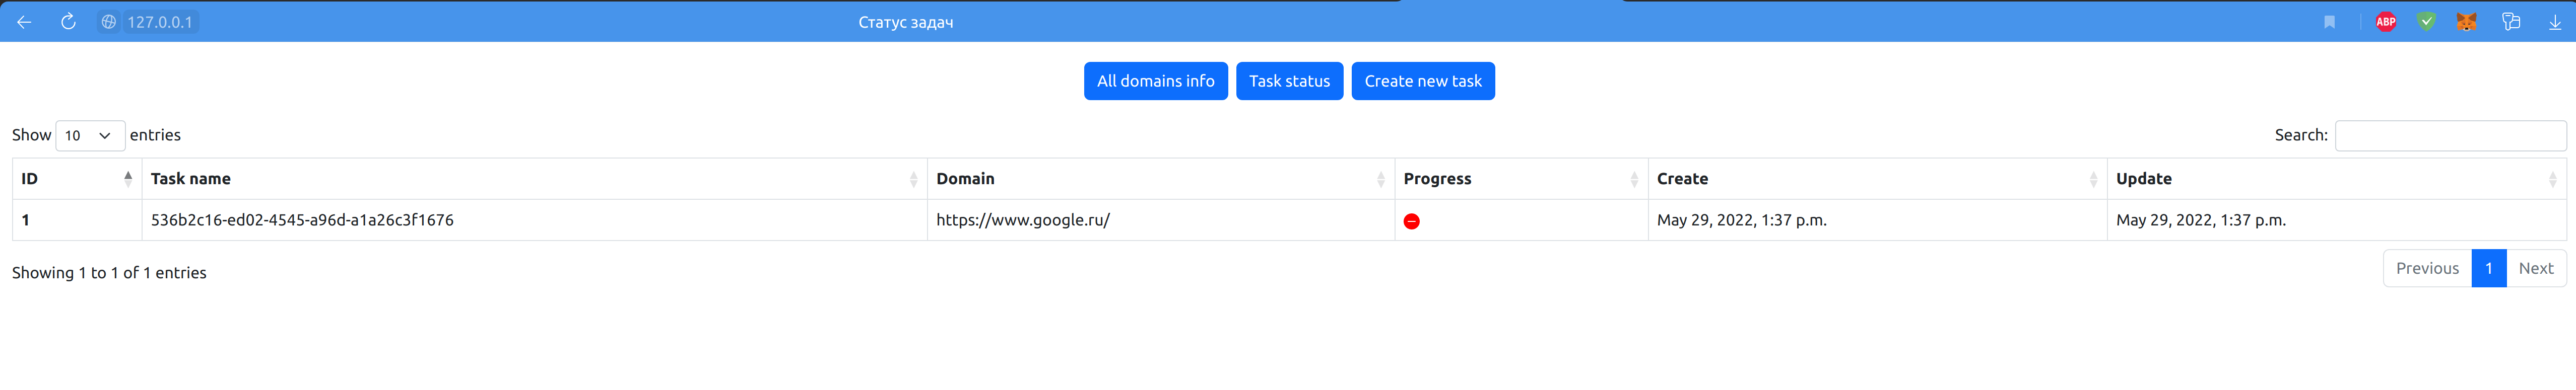 127.0.0.1 Статус задач ABP
All domains info Task status Create new task
Show 10 entries Search:
ID Task name Domain Progress Create Update
1 536b2c16-ed02-4545-a96d-a1a26c3f1676 https://www.google.ru/ May 29, 2022, 1:37 p.m. May 29, 2022, 1:37 p.m.
Showing 1 to 1 of 1 entries Previous 1 Next